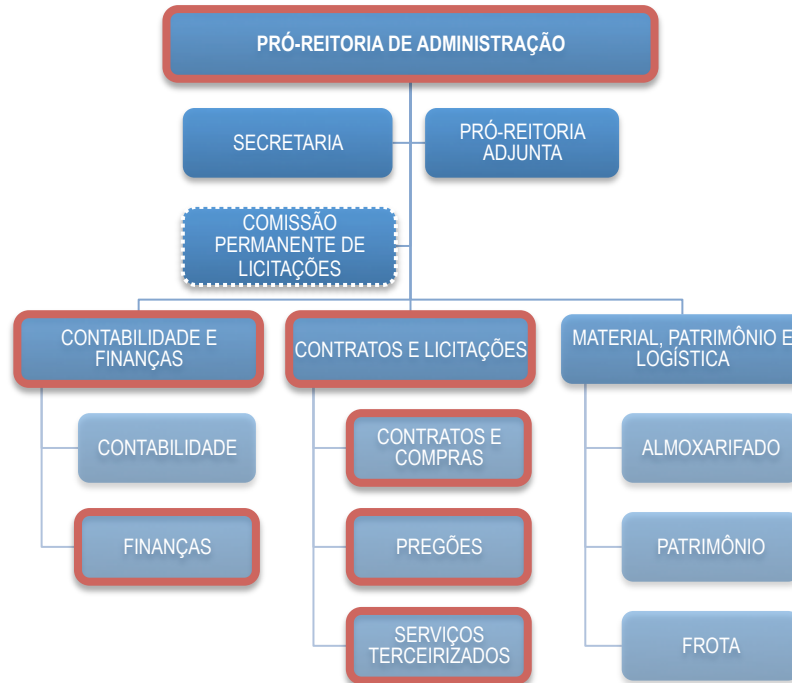 PRÓ-REITORIA DE ADMINISTRAÇÃO
SECRETARIA
PRÓ-REITORIA
ADJUNTA
COMISSÃO
PERMANENTE DE
LICITAÇÕES
CONTABILIDADE E
FINANÇAS
CONTABILIDADE
FINANÇAS
CONTRATOS E LICITAÇÕES
CONTRATOS E
COMPRAS
PREGÕES
SERVIÇOS
TERCEIRIZADOS
MATERIAL, PATRIMÔNIO E
LOGÍSTICA
ALMOXARIFADO
PATRIMÔNIO
FROTA